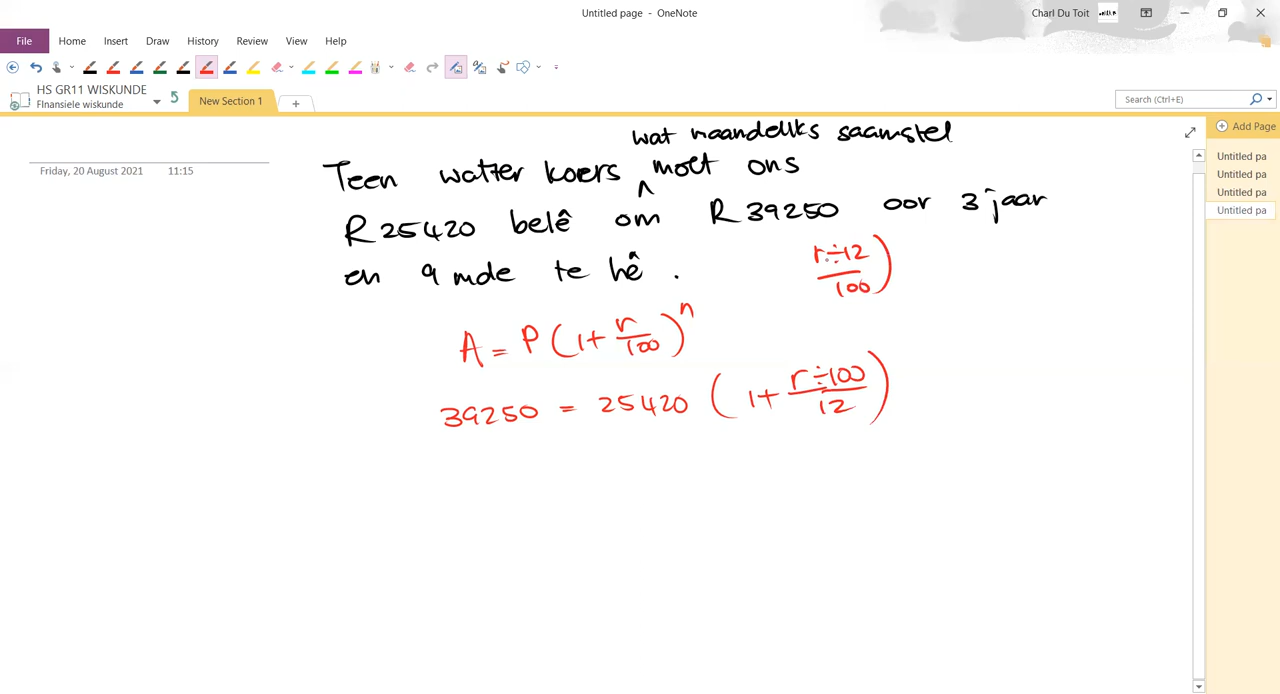 Untitled page - OneNote
Charl Du Toit
File Home Insert Draw History Review View Help
HS GR11 WISKUNDE
FInansiele wiskunde
New Section 1
Search (Ctrl+E)
Add Page
Untitled pa
Untitled pa
Untitled pa
Untitled pa
Friday, 20 August 2021 11:15
wat maandeliks saamstel
Teen watter koers ^ moet ons
R25420 belê om R39250 oor 3 jaar
en 9 mde te hê .
r÷12
100)
A = P(1+r/100)^n
39250 = 25420 (1+ r÷100/12)